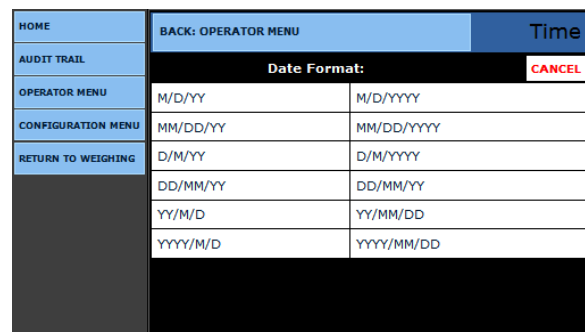 HOME
BACK: OPERATOR MENU
Time
AUDIT TRAIL
Date Format:
CANCEL
OPERATOR MENU
M/D/YY
M/D/YYYY
CONFIGURATION MENU
MM/DD/YY
MM/DD/YYYY
RETURN TO WEIGHING
D/M/YY
D/M/YYYY
DD/MM/YY
DD/MM/YY
YY/M/D
YY/MM/DD
YYYY/M/D
YYYY/MM/DD